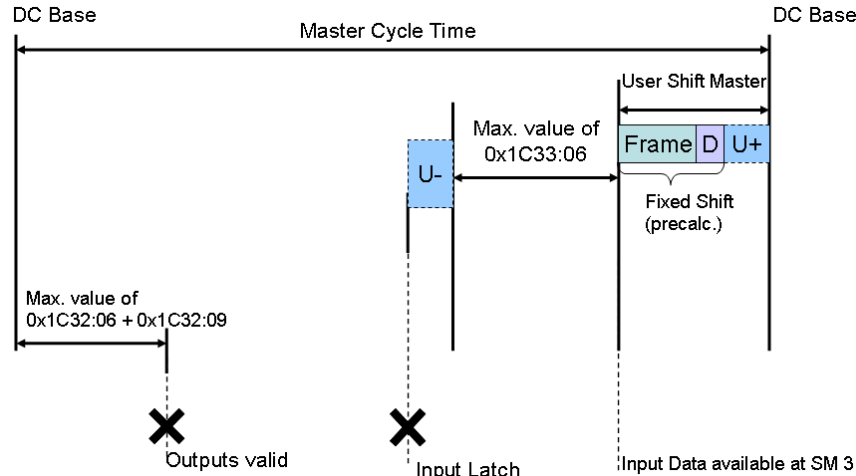 DC Base
DC Base
Master Cycle Time
User Shift Master
Max. value of
0x1C33:06
Frame
D
U+
U-
Fixed Shift
(precalc.)
Max. value of
0x1C32:06 + 0x1C32:09
Outputs valid
Input Latch
Input Data available at SM 3